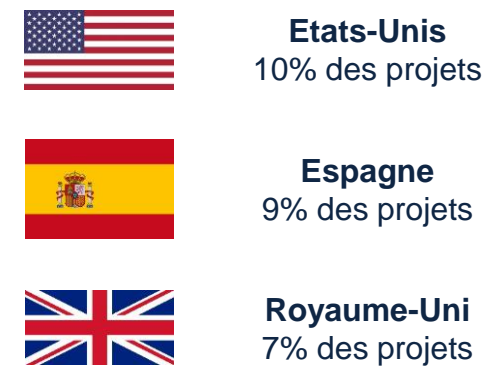 Etats-Unis
10% des projets
Espagne
9% des projets
Royaume-Uni
7% des projets